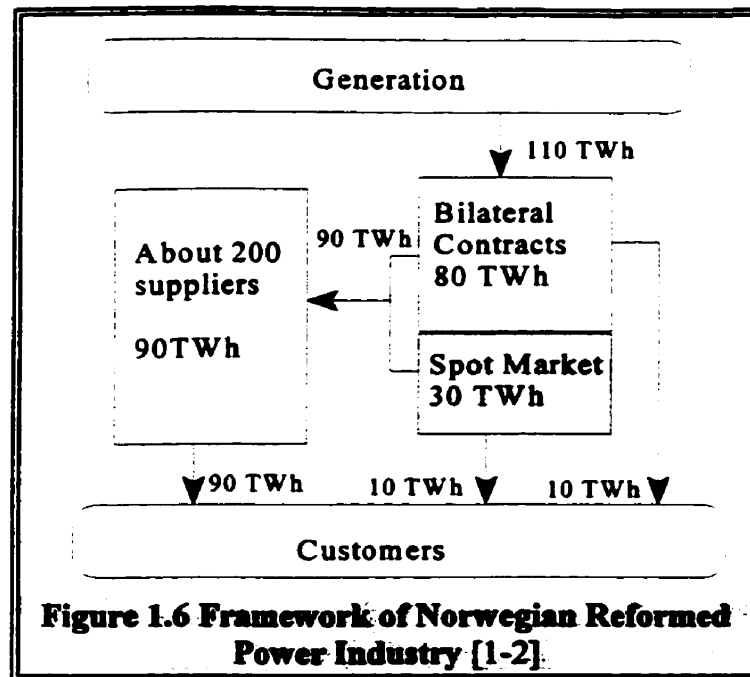 Generation
110 TWh
Bilateral
Contracts
80 TWh
90 TWh
About 200
suppliers
90TWh
Spot Market
30 TWh
90 TWh
10 TWh
10 TWh
Customers
Figure 1.6 Framework of Norwegian Reformed
Power Industry [1-2]